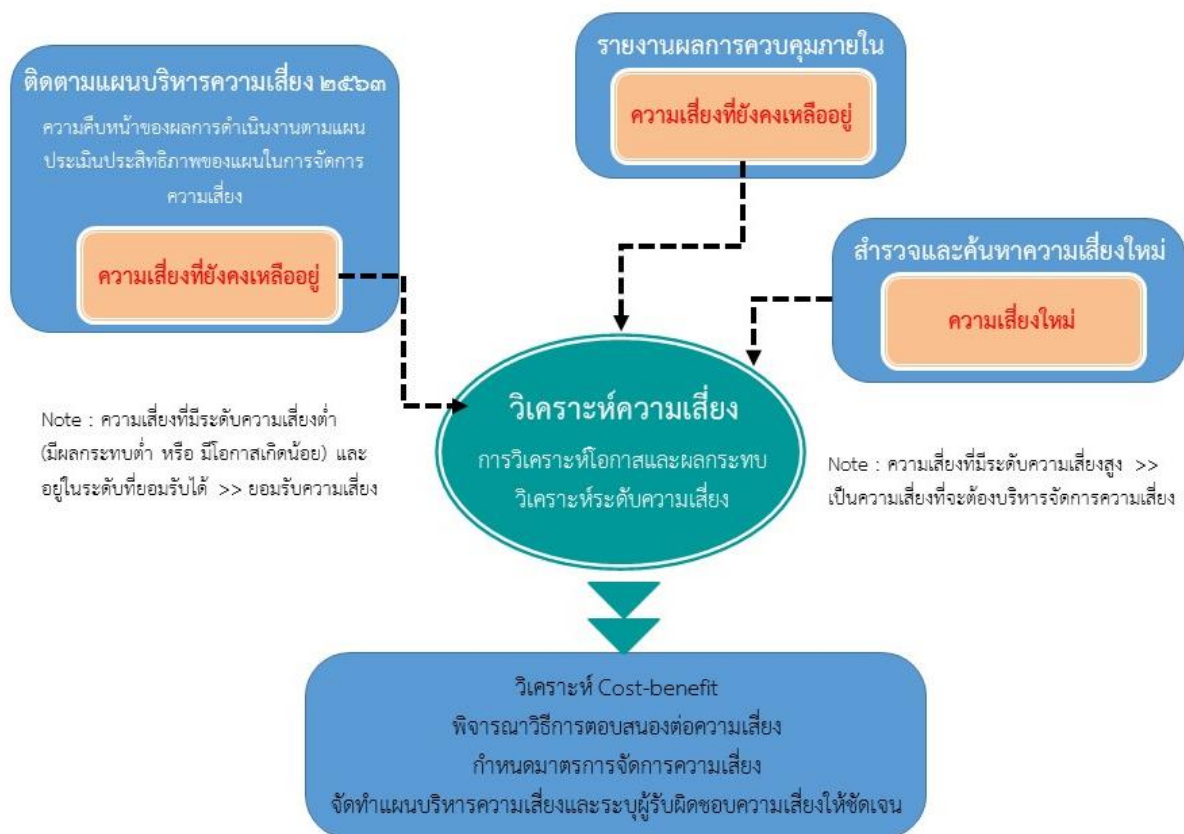 ติดตามแผนบริหารความเสี่ยง ๒๕๖๓
ความคืบหน้าของผลการดำเนินงานตามแผน
ประเมินประสิทธิภาพของแผนในการจัดการ
ความเสี่ยง
ความเสี่ยงที่ยังคงเหลืออยู่
รายงานผลการควบคุมภายใน
ความเสี่ยงที่ยังคงเหลืออยู่
สำรวจและค้นหาความเสี่ยงใหม่
ความเสี่ยงใหม่
วิเคราะห์ความเสี่ยง
การวิเคราะห์โอกาสและผลกระทบ
วิเคราะห์ระดับความเสี่ยง
Note : ความเสี่ยงที่มีระดับความเสี่ยงต่ำ
(มีผลกระทบต่ำ หรือ มีโอกาสเกิดน้อย) และ
อยู่ในระดับที่ยอมรับได้ >> ยอมรับความเสี่ยง
Note : ความเสี่ยงที่มีระดับความเสี่ยงสูง >>
เป็นความเสี่ยงที่จะต้องบริหารจัดการความเสี่ยง
วิเคราะห์ Cost-benefit
พิจารณาวิธีการตอบสนองต่อความเสี่ยง
กำหนดมาตรการจัดการความเสี่ยง
จัดทำแผนบริหารความเสี่ยงและระบุผู้รับผิดชอบความเสี่ยงให้ชัดเจน